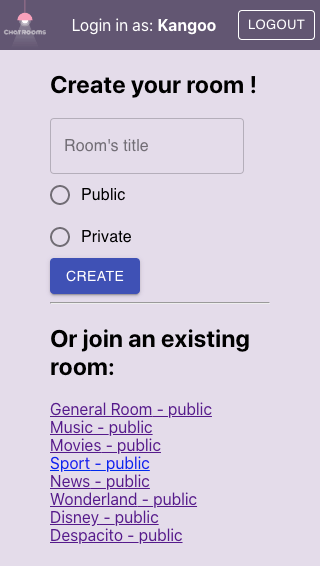 CHATROOMS
Login in as: Kangoo
LOGOUT
Create your room !
Room's title
Public
Private
CREATE
Or join an existing
room:
General Room - public
Music - public
Movies - public
Sport - public
News - public
Wonderland - public
Disney - public
Despacito - public